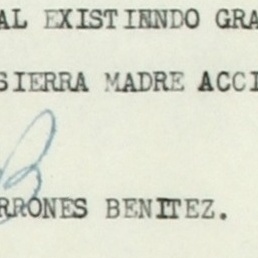 AL EXISTIENDO GRA
SIERRA MADRE ACCI
RRONES BENITEZ.